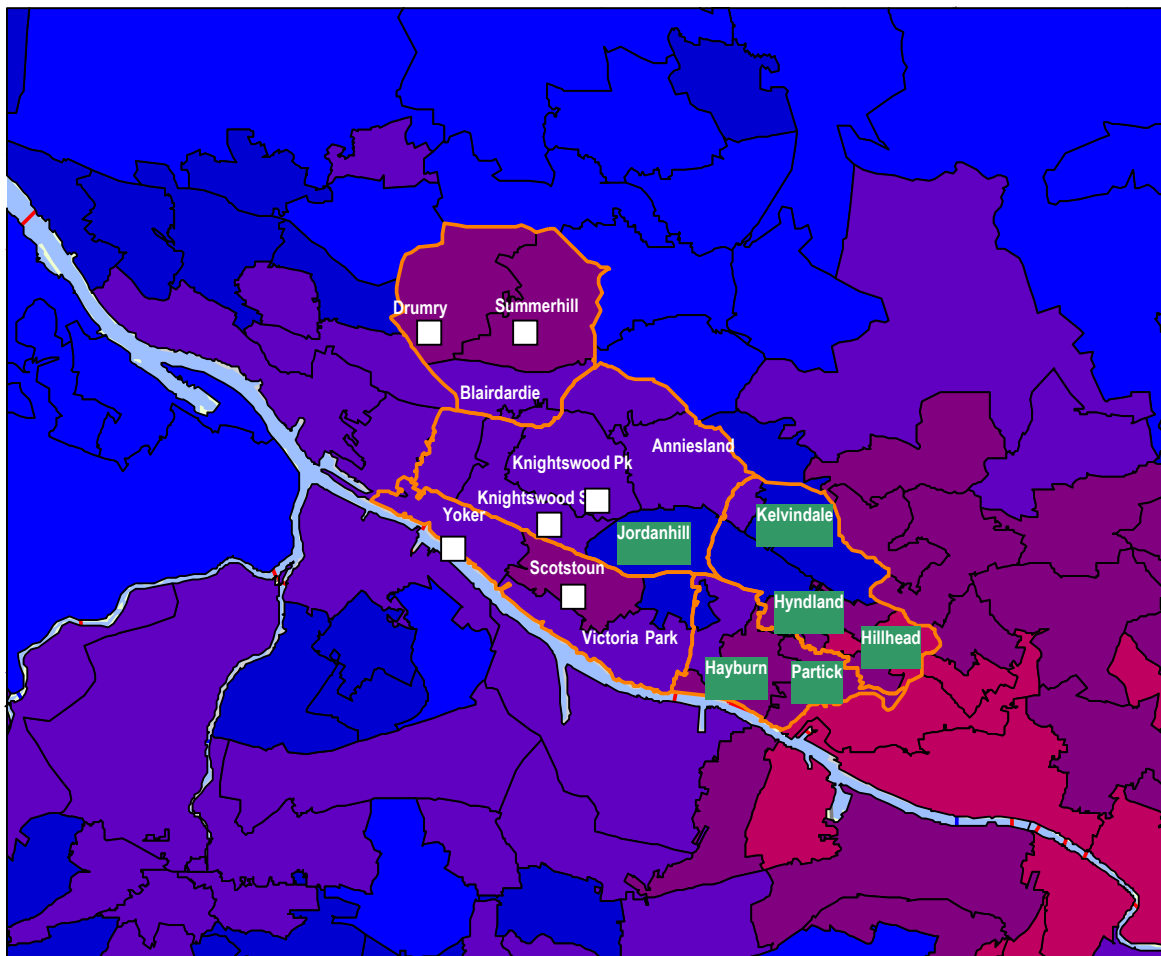 Drumry
Summerhill
Blairdardie
Anniesland
Knightswood Pk
Knightswood S
Yoker
Kelvindale
Jordanhill
Scotstoun
Hyndland
Victoria Park
Hillhead
Hayburn
Partick